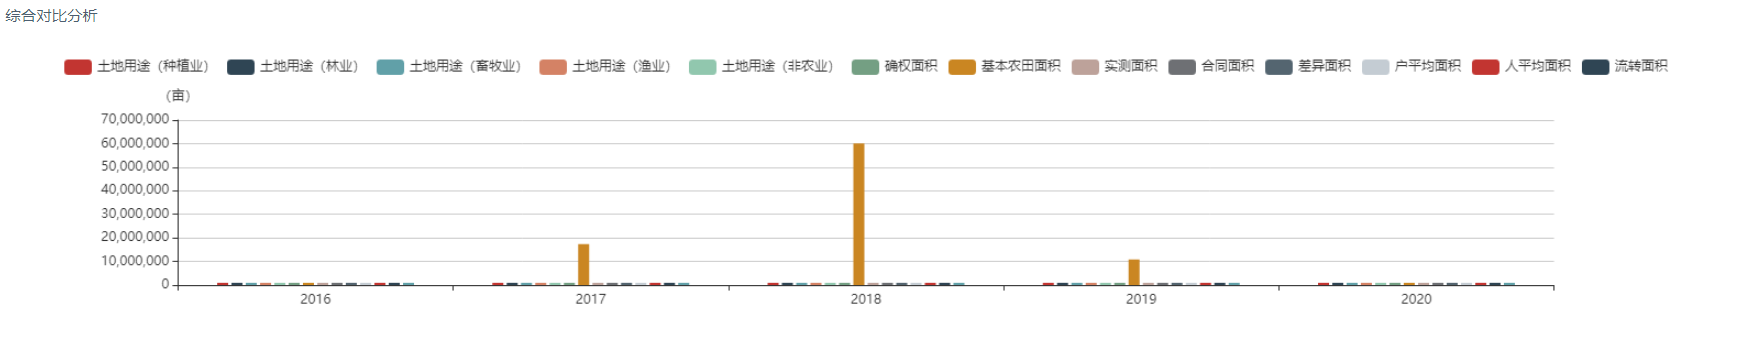 综合对比分析
土地用途（种植业） 土地用途（林业） 土地用途（畜牧业） 土地用途（渔业） 土地用途（非农业） 确权面积 基本农田面积 实测面积 合同面积 差异面积 户平均面积 人平均面积 流转面积
（亩）
70,000,000
60,000,000
50,000,000
40,000,000
30,000,000
20,000,000
10,000,000
0
2016 2017 2018 2019 2020